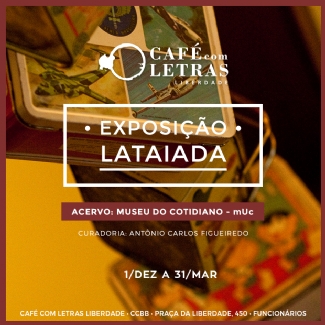 CAFÉ com
LETRAS
LIBERDADE
• EXPOSIÇÃO •
LATAIADA
ACERVO: MUSEU DO COTIDIANO - mUc
CURADORIA: ANTÔNIO CARLOS FIGUEIREDO
1/DEZ A 31/MAR
CAFÉ COM LETRAS LIBERDADE • CCBB • PRAÇA DA LIBERDADE, 450 • FUNCIONÁRIOS